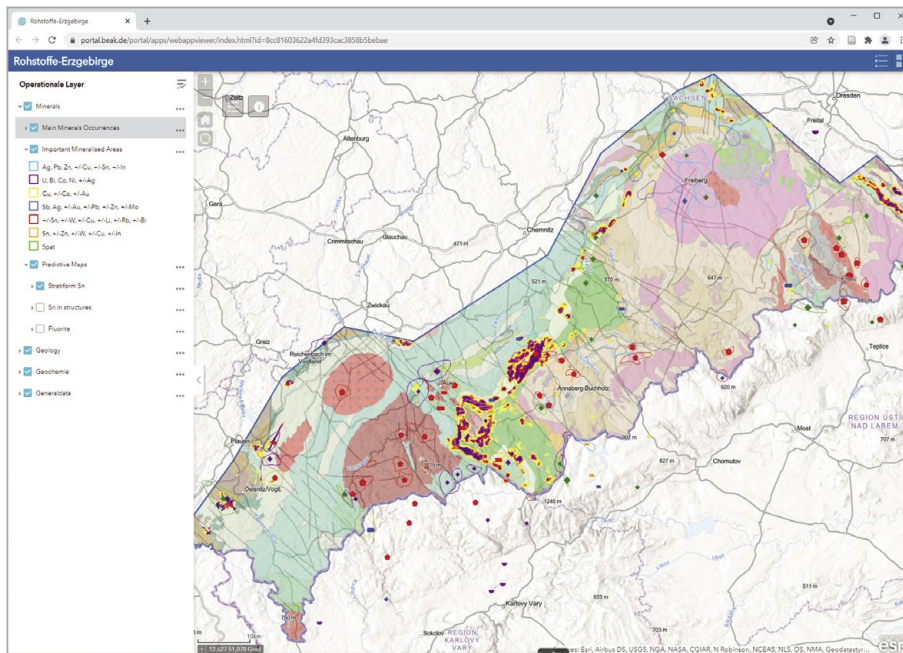 Rohstoffe-Erzgebirge
portal.beak.de/portal/apps/webappviewer/index.html?id=8cc81603622a4fd393cac3858b5bebae
Rohstoffe-Erzgebirge
Operationale Layer
Minerals
Main Minerals Occurrences
Important Mineralised Areas
Ag, Pb, Zn, +/-Cu, +/-Sn, +/-In
U, Bi, Co, Ni, +/-Ag
Cu, +/-Co, +/-Au
Sb, Ag, +/-Au, +/-Pb, +/-Zn, +/-Mo
+/-Sn, +/-W, +/-Cu, +/-Li, +/-Rb, +/-Bi
Sn, +/-Zn, +/-W, +/-Cu, +/-In
Spat
Predictive Maps
Stratiform Sn
Sn in structures
Fluorite
Geology
Geochemie
Generaldata
Zeitz
SACHSEN
Dresden
Freital
Altenburg
Gera
Freiberg
Chemnitz
Crimmitschau
Glauchau
471 m
521 m
570 m
647 m
Zwickau
Greiz
Reichenbach im
Vogtland
Teplice
Aue
Annaberg-Buchholz
920 m
REGION ÚSTÍ
NAD LABEM
Most
707 m
Plauen
903 m
827 m
Chomutov
Oelsnitz/Vogtl.
1019 m
1245 m
Karlovy Vary
933 m
511 m
Sokolov
REGION
KARLOVY
VARY
703 m
10km
Esri, Airbus DS, USGS, NGA, NASA, CGIAR, N Robinson, NCEAS, NLS, OS, NMA, Geodatastyr...
esri